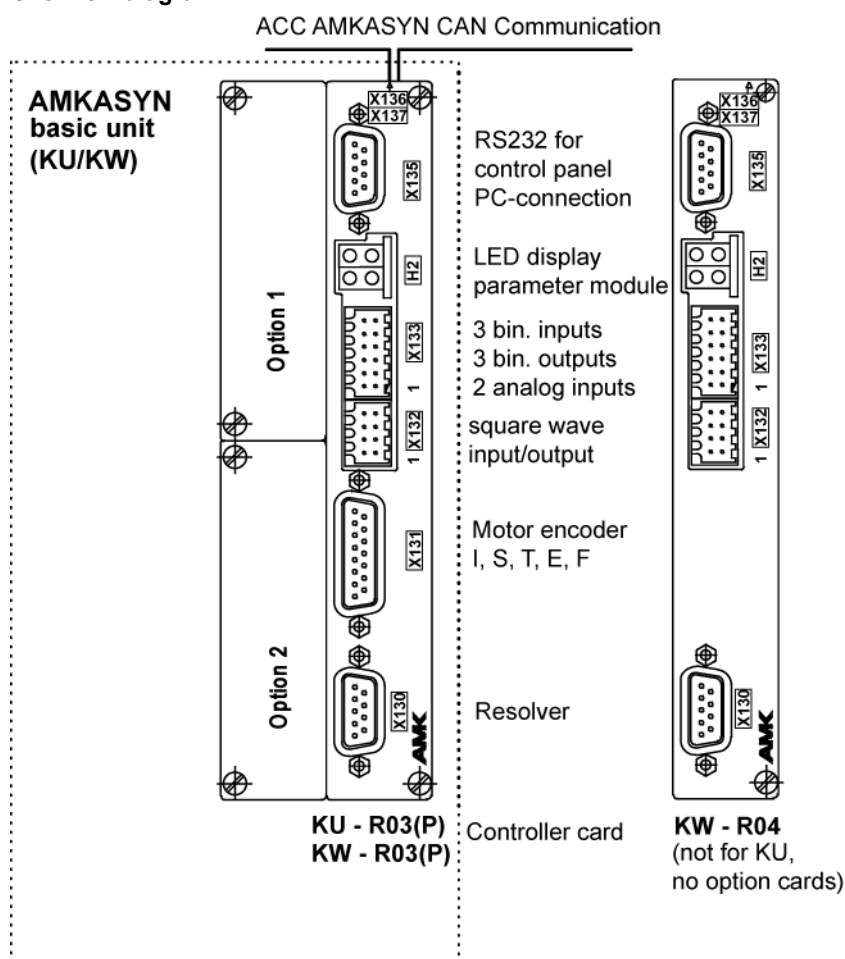 ACC AMKASYN CAN Communication
AMKASYN
basic unit
(KU/KW)
Option 1
Option 2
X136
X137
X135
H2
X133
1
X132
1
X131
X130
AMK
KU - R03(P)
KW - R03(P)
RS232 for
control panel
PC-connection
LED display
parameter module
3 bin. inputs
3 bin. outputs
2 analog inputs
square wave
input/output
Motor encoder
I, S, T, E, F
Resolver
Controller card
X136
X137
X135
H2
X133
1
X132
1
X130
AMK
KW - R04
(not for KU,
no option cards)